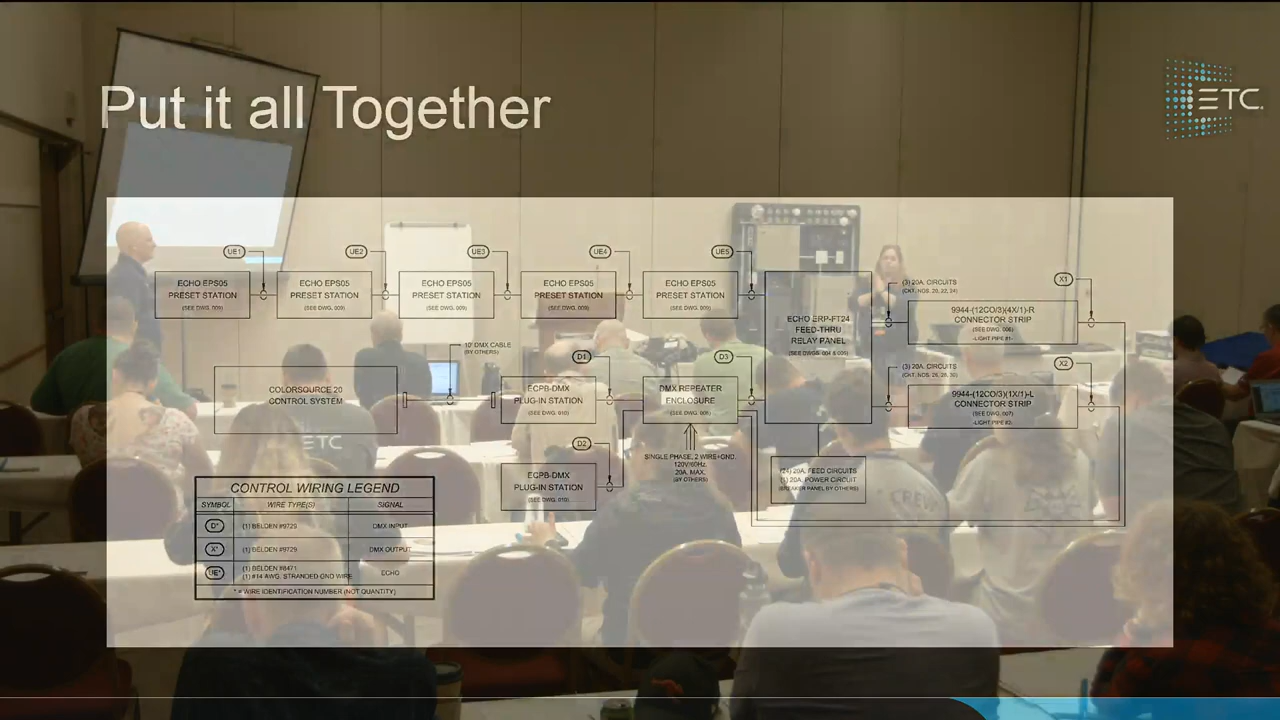 Put it all Together
ETC
UE1
UE2
UE3
UE4
UE5
ECHO EPS05
PRESET STATION
(SEE DWG. 009)
ECHO EPS05
PRESET STATION
(SEE DWG. 009)
ECHO EPS05
PRESET STATION
(SEE DWG. 009)
ECHO EPS05
PRESET STATION
(SEE DWG. 009)
ECHO EPS05
PRESET STATION
(SEE DWG. 009)
ECHO ERP-FT24
FEED-THRU
RELAY PANEL
(3) 20A. CIRCUITS
(CKT. NOS. 20, 22, 24)
X1
9944-(12CO/3)(4X/1)-R
CONNECTOR STRIP
(SEE DWG. 006)
-LIGHT PIPE #1-
(3) 20A. CIRCUITS
X2
9944-(12CO/3)(1X/1)-L
CONNECTOR STRIP
(SEE DWG. 007)
-LIGHT PIPE #2-
10' DMX CABLE
(BY OTHERS)
COLORSOURCE 20
CONTROL SYSTEM
D1
ECPB-DMX
PLUG-IN STATION
(SEE DWG. 010)
D3
DMX REPEATER
ENCLOSURE
D2
ECPB-DMX
PLUG-IN STATION
(SEE DWG. 010)
SINGLE PHASE, 2 WIRE+GND.
120V/60Hz.
20A. MAX.
(BY OTHERS)
(24) 20A. FEED CIRCUITS
(1) 20A. POWER CIRCUIT
(BREAKER PANEL BY OTHERS)
CONTROL WIRING LEGEND
SYMBOL WIRE TYPE(S) SIGNAL
D* (1) BELDEN #9729 DMX INPUT
X* (1) BELDEN #9729 DMX OUTPUT
UE* (1) BELDEN #8471
(1) #14 AWG. STRANDED GND WIRE ECHO
* = WIRE IDENTIFICATION NUMBER (NOT QUANTITY)
ETC
CREW